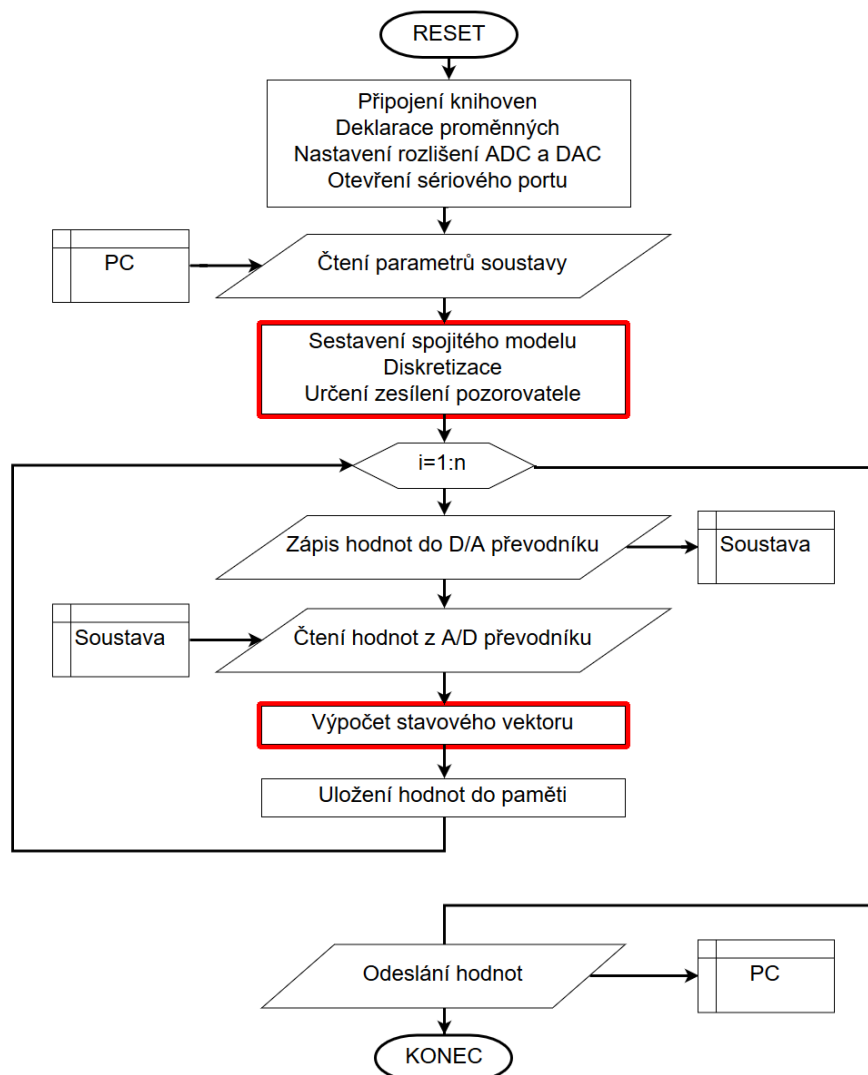 RESET
Připojení knihoven
Deklarace proměnných
Nastavení rozlišení ADC a DAC
Otevření sériového portu
PC
Čtení parametrů soustavy
Sestavení spojitého modelu
Diskretizace
Určení zesílení pozorovatele
i=1:n
Zápis hodnot do D/A převodníku
Soustava
Soustava
Čtení hodnot z A/D převodníku
Výpočet stavového vektoru
Uložení hodnot do paměti
Odeslání hodnot
PC
KONEC